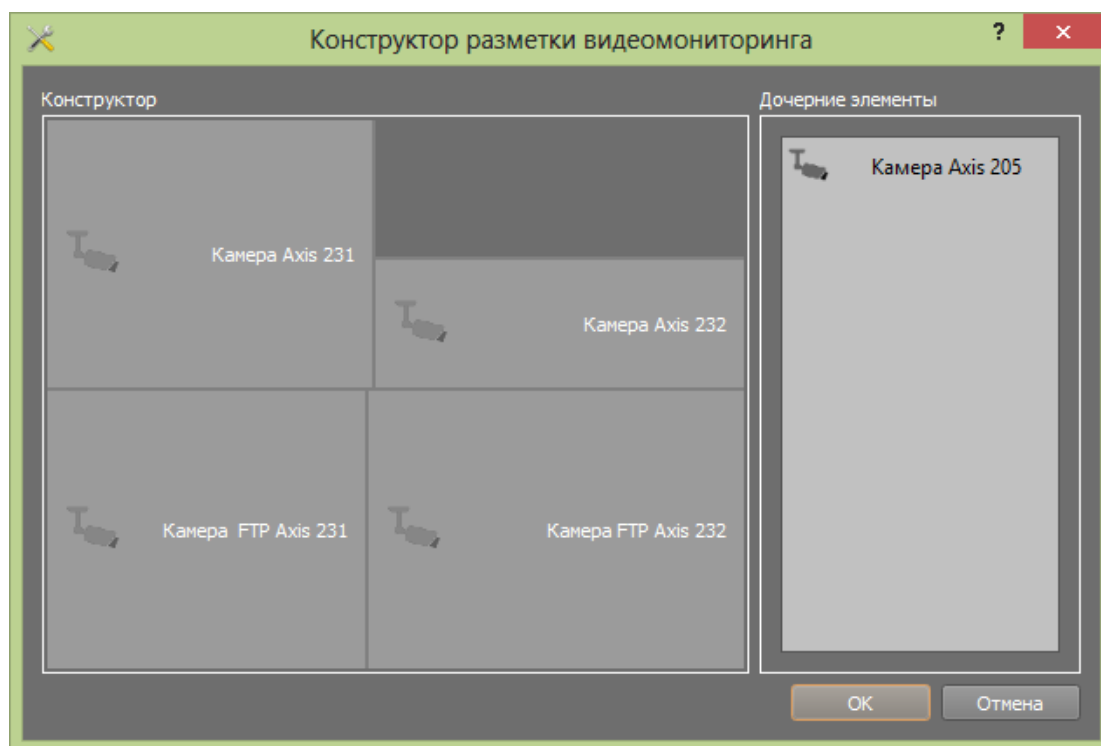 Конструктор разметки видеомониторинга
?
×
Конструктор
Дочерние элементы
Камера Axis 231
Камера Axis 232
Камера FTP Axis 231
Камера FTP Axis 232
Камера Axis 205
OK
Отмена